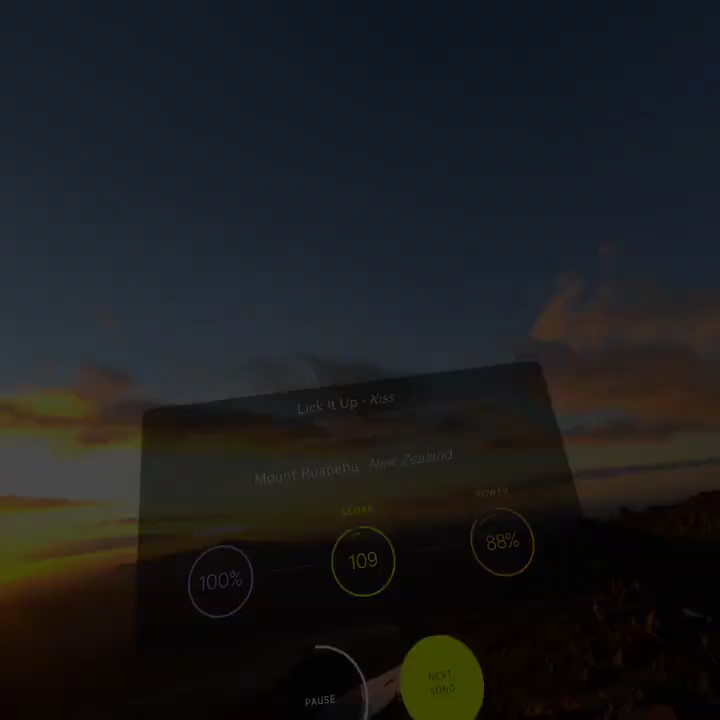 Lick It Up - Kiss
Mount Ruapehu New Zealand
SCORE
POWER
100%
109
88%
PAUSE
NEXT
SONG